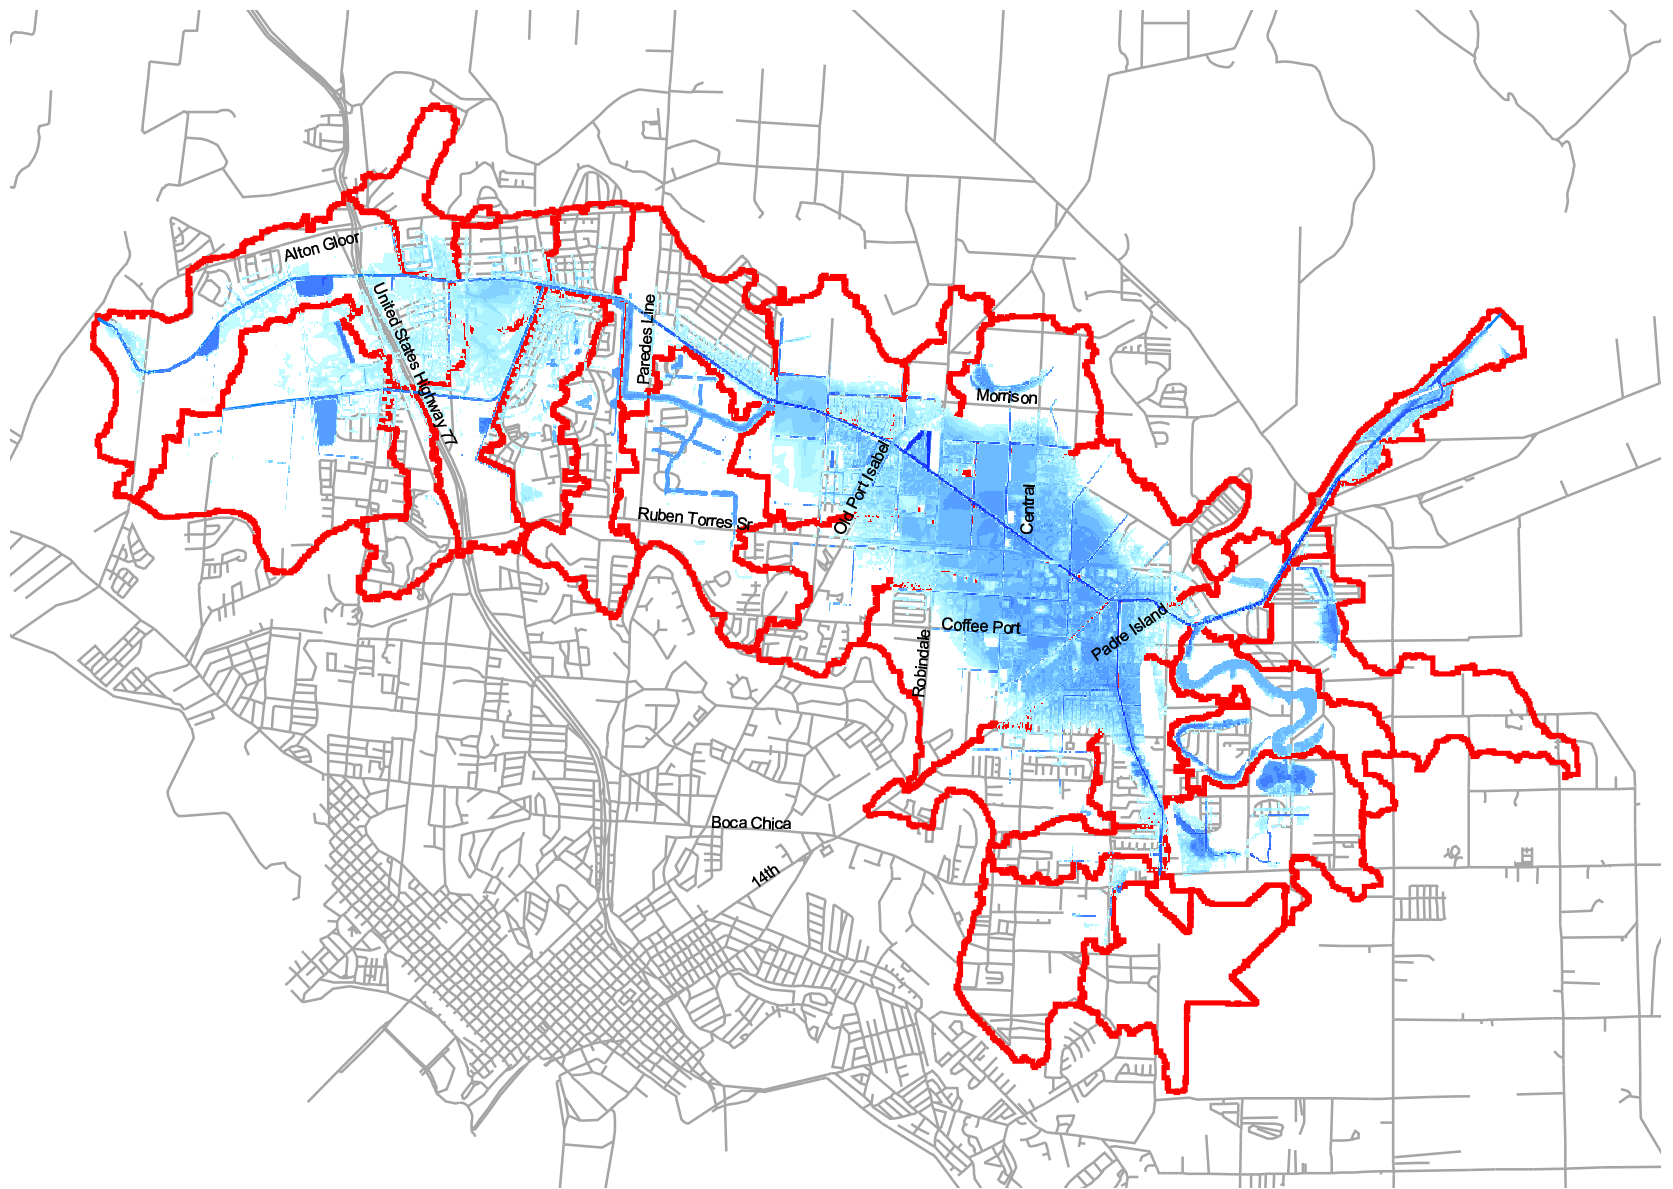 Alton Gloor
United States Highway 77
Paredes Line
Morrison
Old Port Isabel
Central
Ruben Torres Sr
Coffee Port
Padre Island
Robindale
Boca Chica
14th